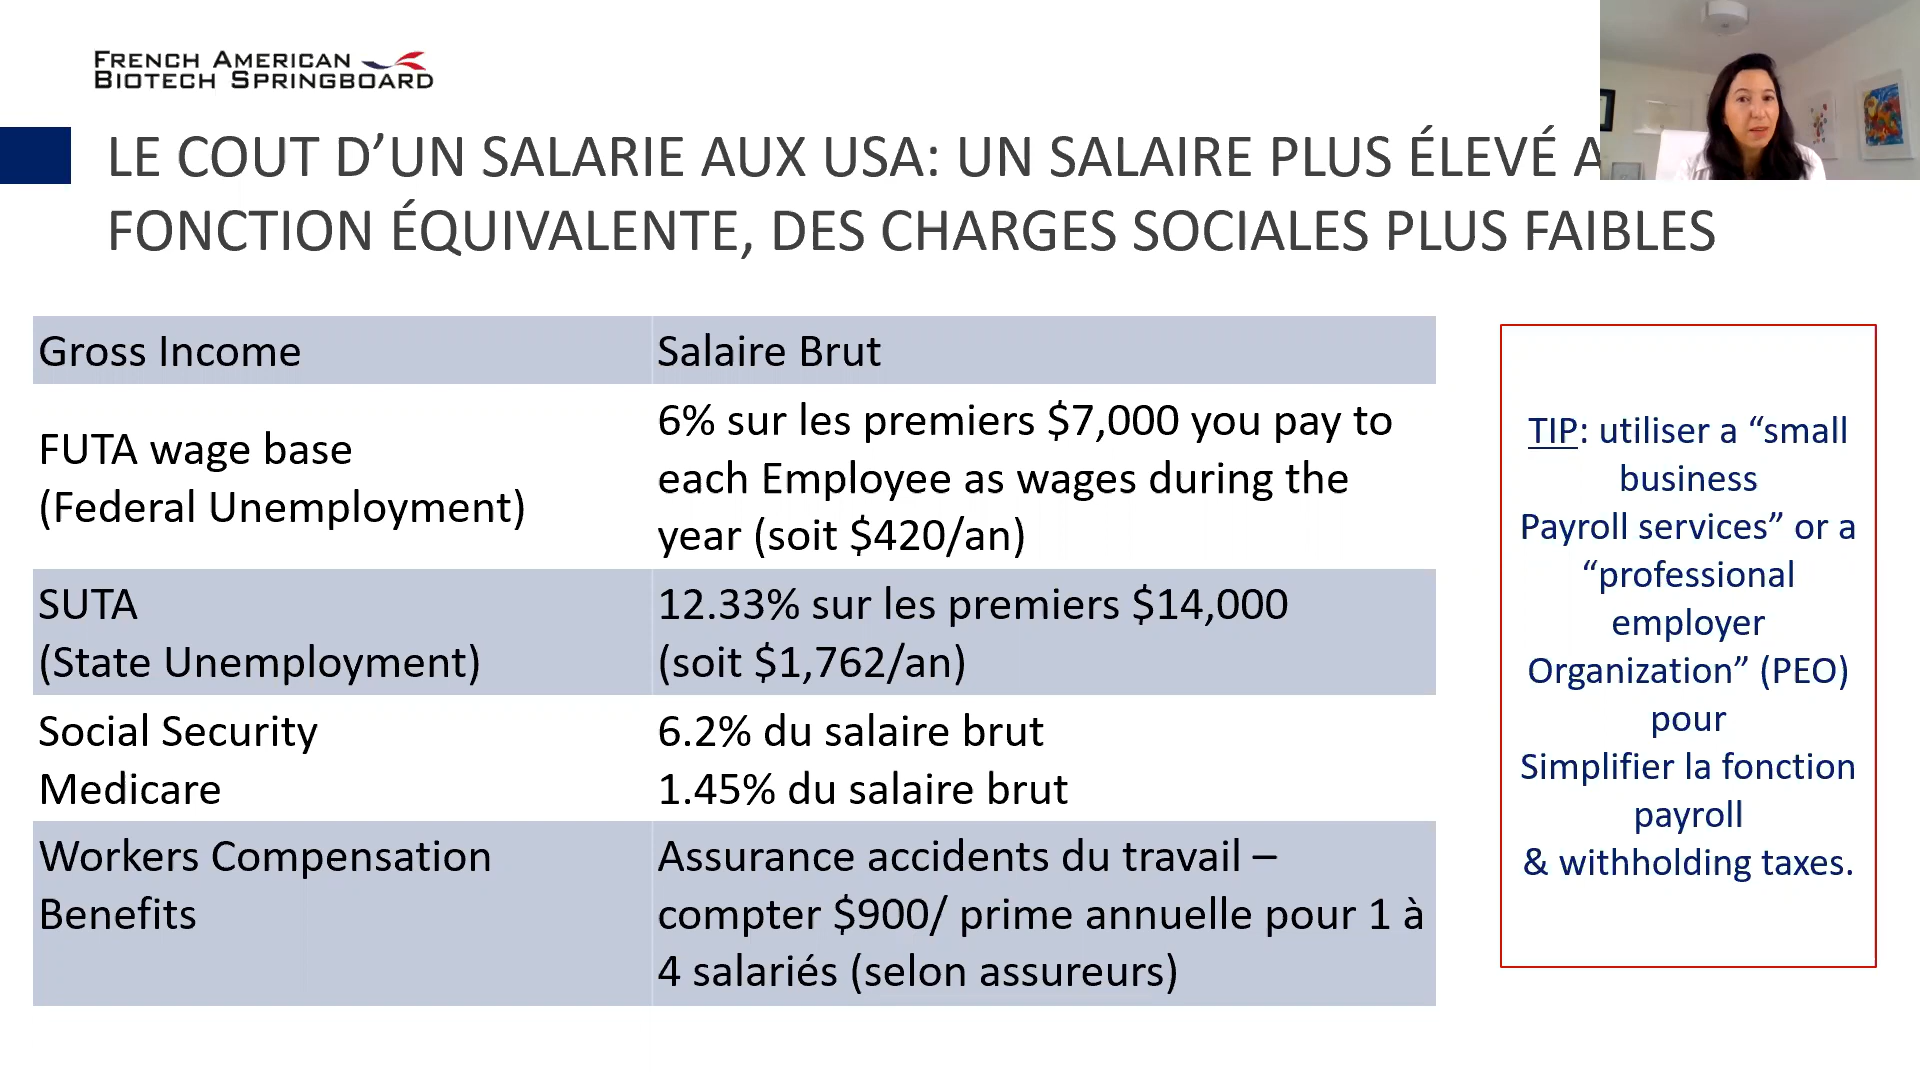 FRENCH AMERICAN
BIOTECH SPRINGBOARD
LE COUT D’UN SALARIE AUX USA: UN SALAIRE PLUS ÉLEVÉ A
FONCTION ÉQUIVALENTE, DES CHARGES SOCIALES PLUS FAIBLES
Gross Income
Salaire Brut
FUTA wage base
(Federal Unemployment)
6% sur les premiers $7,000 you pay to
each Employee as wages during the
year (soit $420/an)
SUTA
(State Unemployment)
12.33% sur les premiers $14,000
(soit $1,762/an)
Social Security
Medicare
6.2% du salaire brut
1.45% du salaire brut
Workers Compensation
Benefits
Assurance accidents du travail –
compter $900/ prime annuelle pour 1 à
4 salariés (selon assureurs)
TIP: utiliser a “small
business
Payroll services” or a
“professional
employer
Organization” (PEO)
pour
Simplifier la fonction
payroll
& withholding taxes.